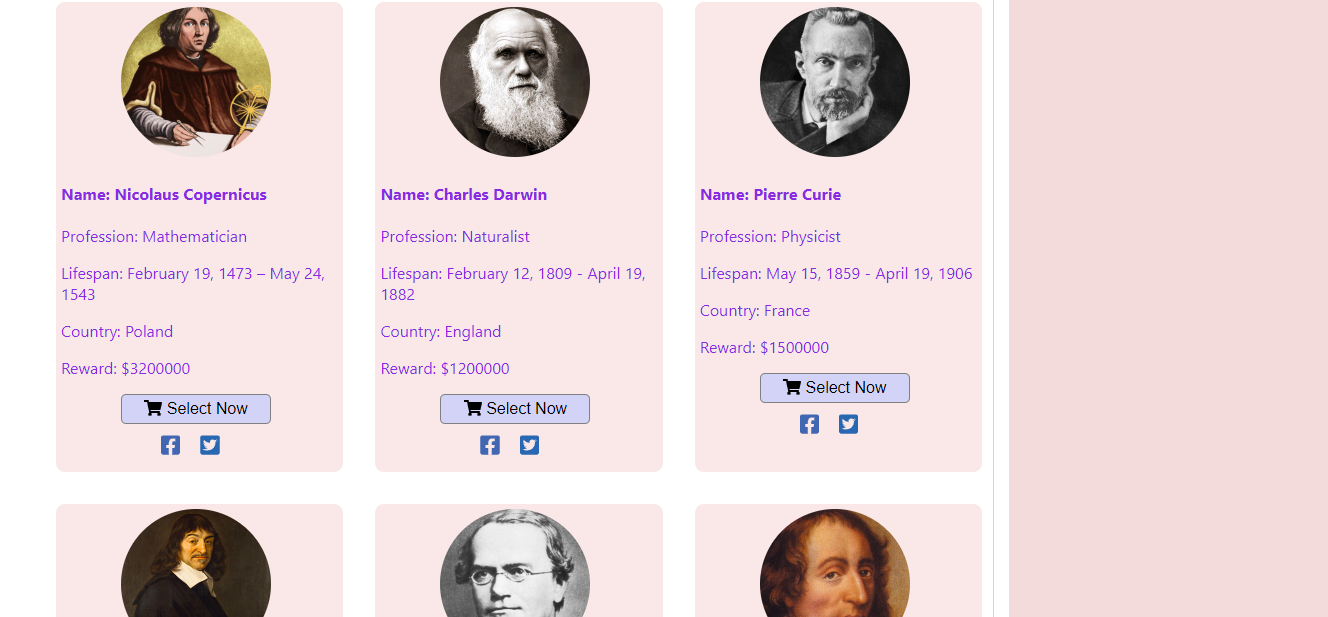 Name: Nicolaus Copernicus
Profession: Mathematician
Lifespan: February 19, 1473 – May 24,
1543
Country: Poland
Reward: $3200000
Select Now
Name: Charles Darwin
Profession: Naturalist
Lifespan: February 12, 1809 - April 19,
1882
Country: England
Reward: $1200000
Select Now
Name: Pierre Curie
Profession: Physicist
Lifespan: May 15, 1859 - April 19, 1906
Country: France
Reward: $1500000
Select Now